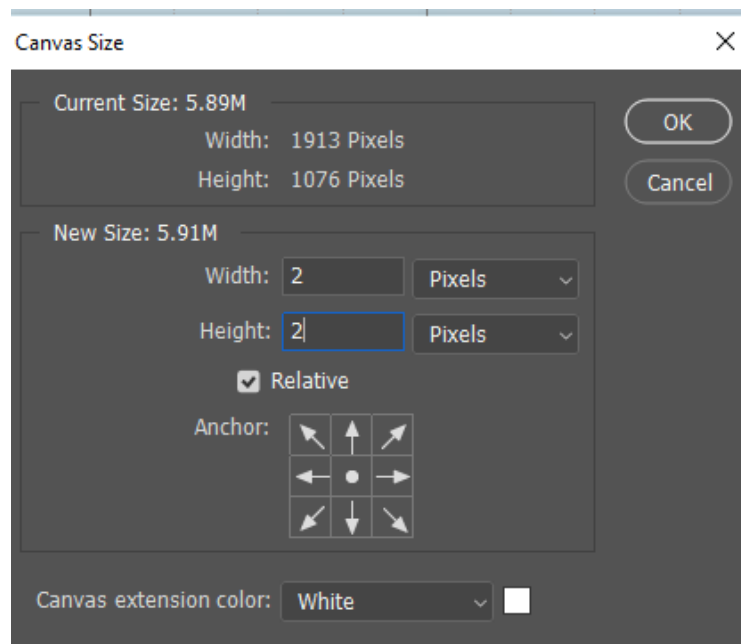 Canvas Size
Current Size: 5.89M
Width: 1913 Pixels
Height: 1076 Pixels
OK
Cancel
New Size: 5.91M
Width: 2 Pixels
Height: 2 Pixels
Relative
Anchor:
Canvas extension color: White